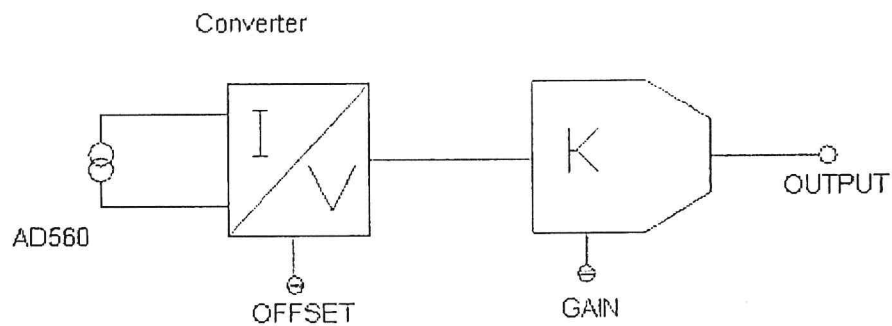 Converter
I
V
K
AD560
OFFSET
GAIN
OUTPUT